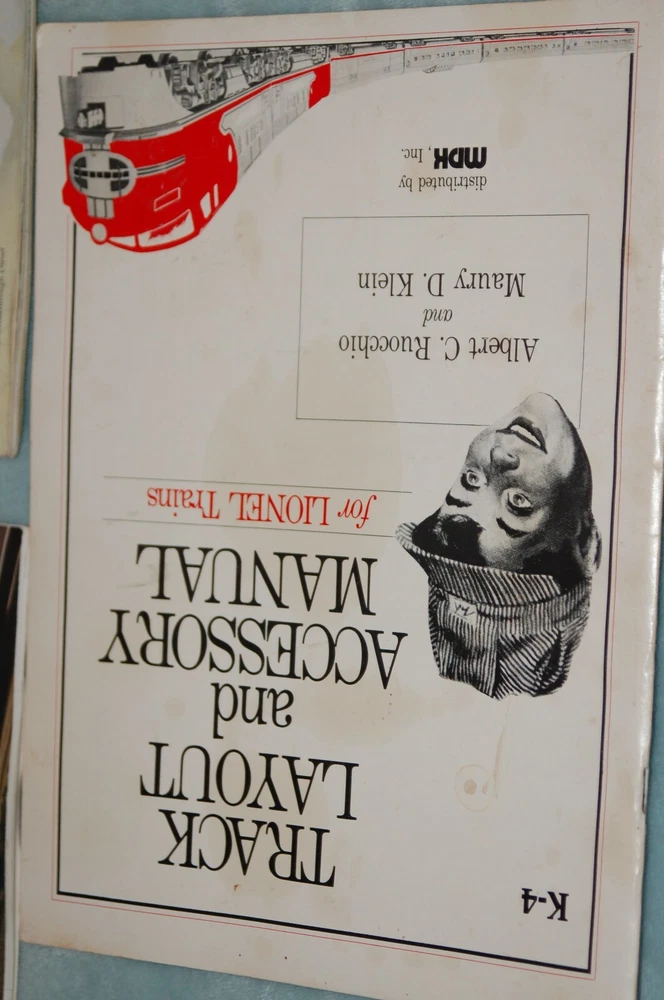 K-4
TRACK
LAYOUT
and
ACCESSORY
MANUAL
for LIONEL Trains
Albert C. Ruocchio
and
Maury D. Klein
distributed by
MDK, Inc.